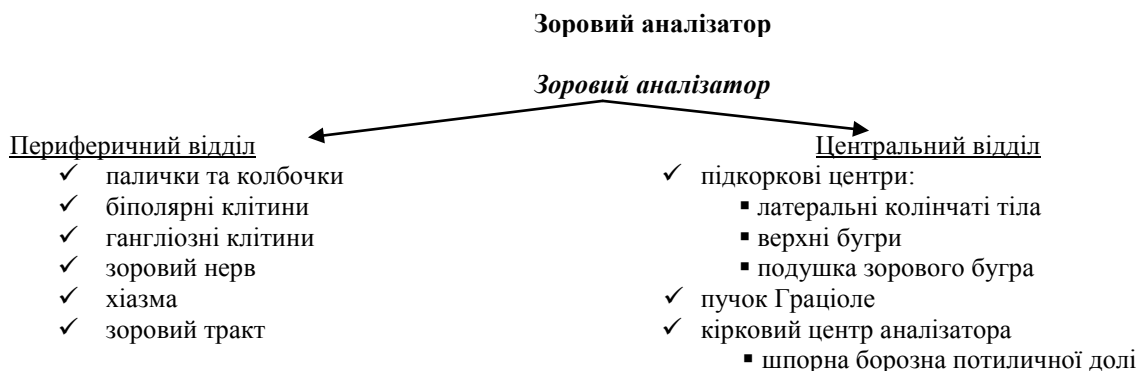 Зоровий аналізатор
Зоровий аналізатор
Периферичний відділ
✓ палички та колбочки
✓ біполярні клітини
✓ гангліозні клітини
✓ зоровий нерв
✓ хіазма
✓ зоровий тракт
Центральний відділ
✓ підкоркові центри:
▪ латеральні колінчаті тіла
▪ верхні бугри
▪ подушка зорового бугра
✓ пучок Граціоле
✓ кірковий центр аналізатора
▪ шпорна борозна потиличної долі